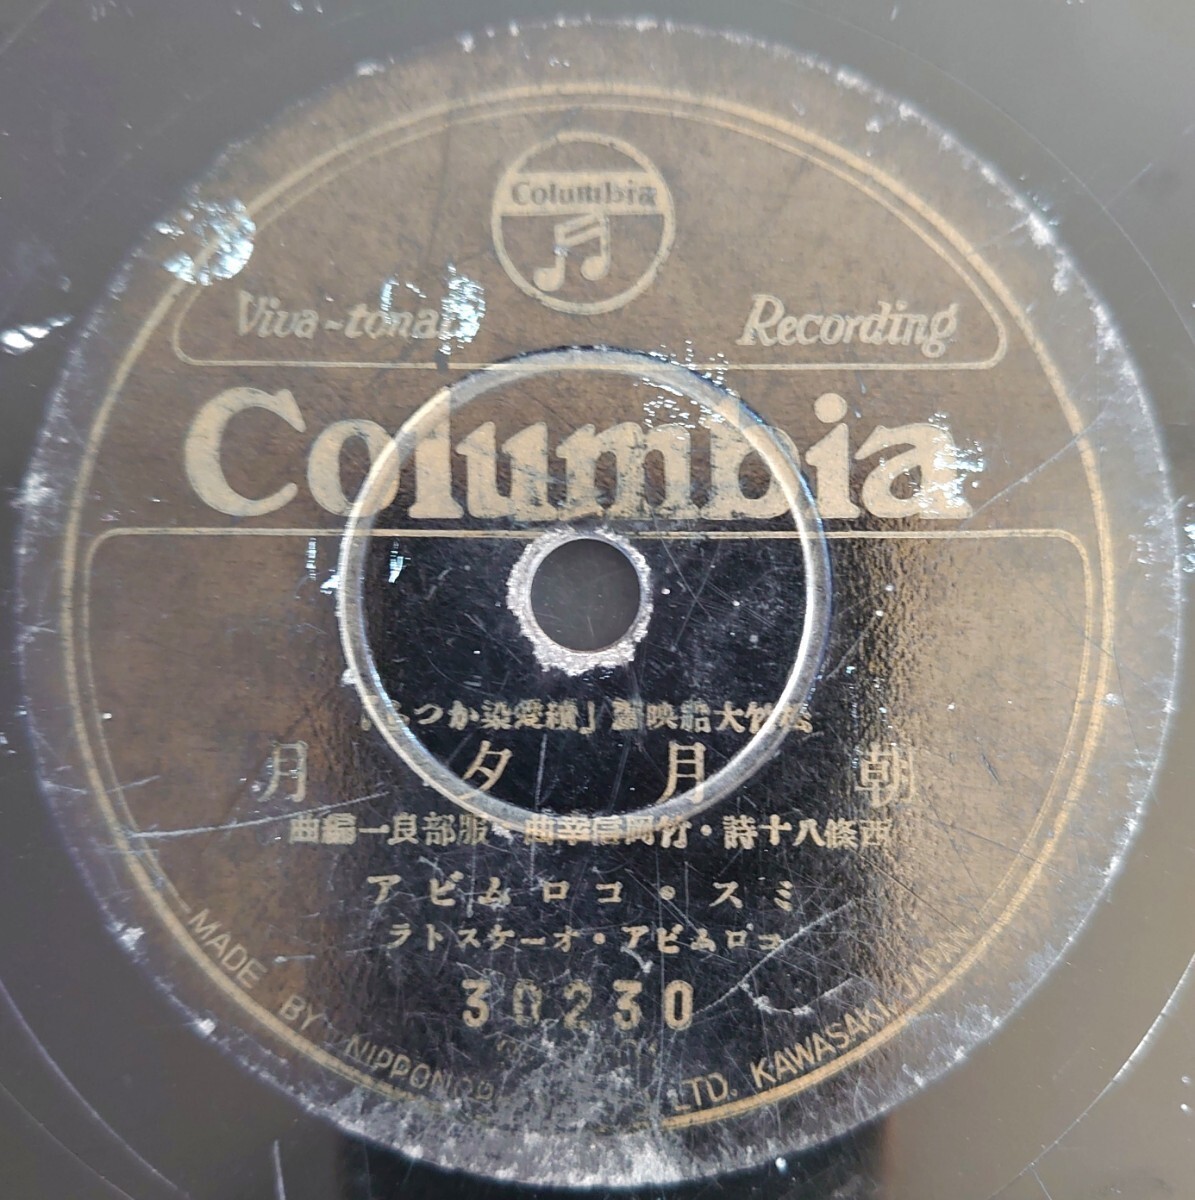 Columbia
Viva-tonal Recording
Columbia
松竹大船映畫「續愛染かつら」
朝月夕月
西條八十詩・竹岡信幸曲・服部良一編曲
ミス・コロムビア
コロムビア・オーケストラ
30230
MADE BY NIPPON LTD. KAWASAKI, JAPAN